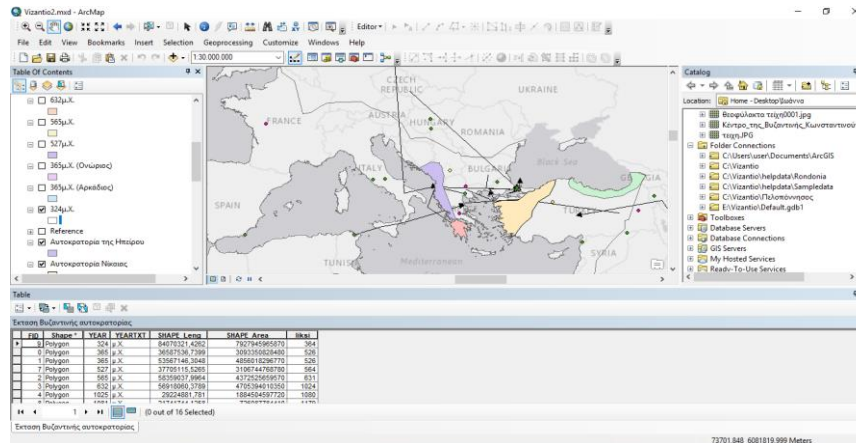 Vizantio2.mxd - ArcMap
Editor
File Edit View Bookmarks Insert Selection Geoprocessing Customize Windows Help
1:30.000.000
Table Of Contents
632μ.Χ.
565μ.Χ.
527μ.Χ.
365μ.Χ. (Ονώριος)
365μ.Χ. (Αρκάδιος)
324μ.Χ.
Reference
Αυτοκρατορία της Ηπείρου
Αυτοκρατορία Νίκαιας
CZECH
REPUBLIC
UKRAINE
FRANCE
AUSTRIA
HUNGARY
ROMANIA
ITALY
BULGARIA
Black Sea
GEORGIA
SPAIN
SYRIA
TUNISIA
Mediterranean
Catalog
Location: Home - Desktop\Βυάννα
Θεοφύλακτα τείχη0001.jpg
Κέντρο_της_Βυζαντινής_Κωνσταντινού
τειχη.JPG
Folder Connections
C:\Users\user\Documents\ArcGIS
C:\Vizantio
C:\Vizantio\helpdata\Rondonia
C:\Vizantio\helpdata\Sampledata
C:\Vizantio\Πελοπόννησος
E:\Vizantio\Default.gdb1
Toolboxes
Database Servers
Database Connections
GIS Servers
My Hosted Services
Ready-To-Use Services
Table
Έκταση Βυζαντινής αυτοκρατορίας
FID Shape * YEAR YEARTXT SHAPE_Leng SHAPE_Area liksi
9 Polygon 324 μ.Χ. 84070321,4282 7927945965870 364
0 Polygon 365 μ.Χ. 36587536,7399 3093350828480 526
1 Polygon 365 μ.Χ. 53567146,3048 4856018296770 526
7 Polygon 527 μ.Χ. 37705115,5265 3106744768780 564
2 Polygon 565 μ.Χ. 58359037,9964 4372525659570 631
3 Polygon 632 μ.Χ. 56918060,3789 4705394010350 1024
4 Polygon 1025 μ.Χ. 29224881,781 1884504597720 1080
1 (0 out of 16 Selected)
Έκταση Βυζαντινής αυτοκρατορίας
73701,848 6081819,999 Meters